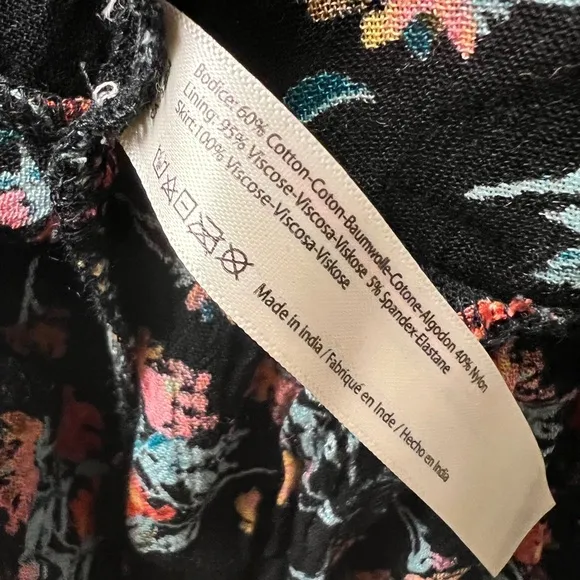 Bodice: 60% Cotton-Coton-Baumwolle-Cotone-Algodon 40% Nylon
Lining: 95% Viscose-Viscosa-Viskose 5% Spandex-Elastane
Skirt:100% Viscose-Viscosa-Viskose
Made in India / Fabriqué en Inde / Hecho en India